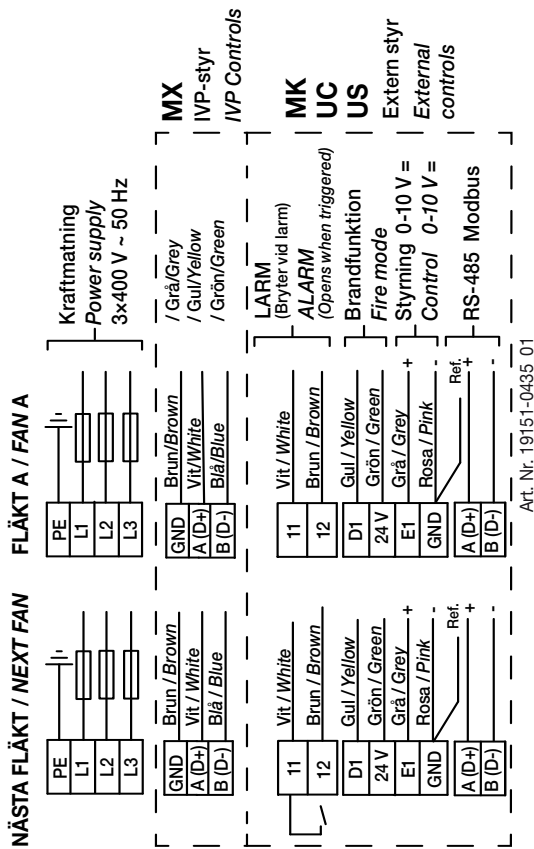 NÄSTA FLÄKT / NEXT FAN
PE
L1
L2
L3
GND
A (D+)
B (D-)
Brun / Brown
Vit / White
Blå / Blue
11
12
D1
24 V
E1
GND
A (D+)
B (D-)
Vit / White
Brun / Brown
Gul / Yellow
Grön / Green
Grå / Grey
Rosa / Pink
+
-
Ref.
+
-
FLÄKT A / FAN A
PE
L1
L2
L3
Kraftmatning
Power supply
3x400 V ~ 50 Hz
GND
A (D+)
B (D-)
Brun/Brown / Grå/Grey
Vit/White / Gul/Yellow
Blå/Blue / Grön/Green
MX
IVP-styr
IVP Controls
11
12
D1
24 V
E1
GND
A (D+)
B (D-)
Vit / White
Brun / Brown
Gul / Yellow
Grön / Green
Grå / Grey
Rosa / Pink
+
-
Ref.
+
-
LARM
(Bryter vid larm)
ALARM
(Opens when triggered)
Brandfunktion
Fire mode
Styrning 0-10 V =
Control 0-10 V =
RS-485 Modbus
MK
UC
US
Extern styr
External
controls
Art. Nr. 19151-0435 01